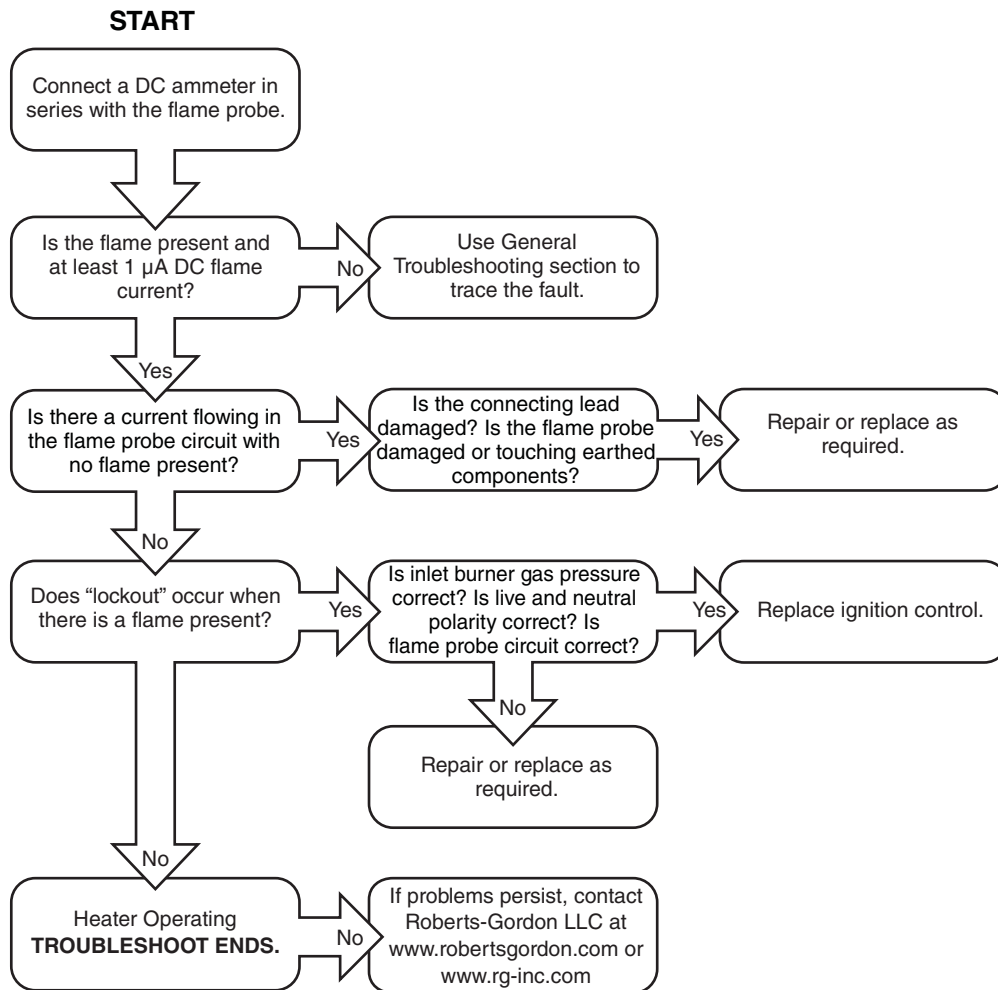 START
Connect a DC ammeter in
series with the flame probe.
Is the flame present and
at least 1 µA DC flame
current?
No
Use General
Troubleshooting section to
trace the fault.
Yes
Is there a current flowing in
the flame probe circuit with
no flame present?
Yes
Is the connecting lead
damaged? Is the flame probe
damaged or touching earthed
components?
Yes
Repair or replace as
required.
No
Does “lockout” occur when
there is a flame present?
Yes
Is inlet burner gas pressure
correct? Is live and neutral
polarity correct? Is
flame probe circuit correct?
Yes
Replace ignition control.
No
Repair or replace as
required.
No
Heater Operating
TROUBLESHOOT ENDS.
No
If problems persist, contact
Roberts-Gordon LLC at
www.robertsgordon.com or
www.rg-inc.com